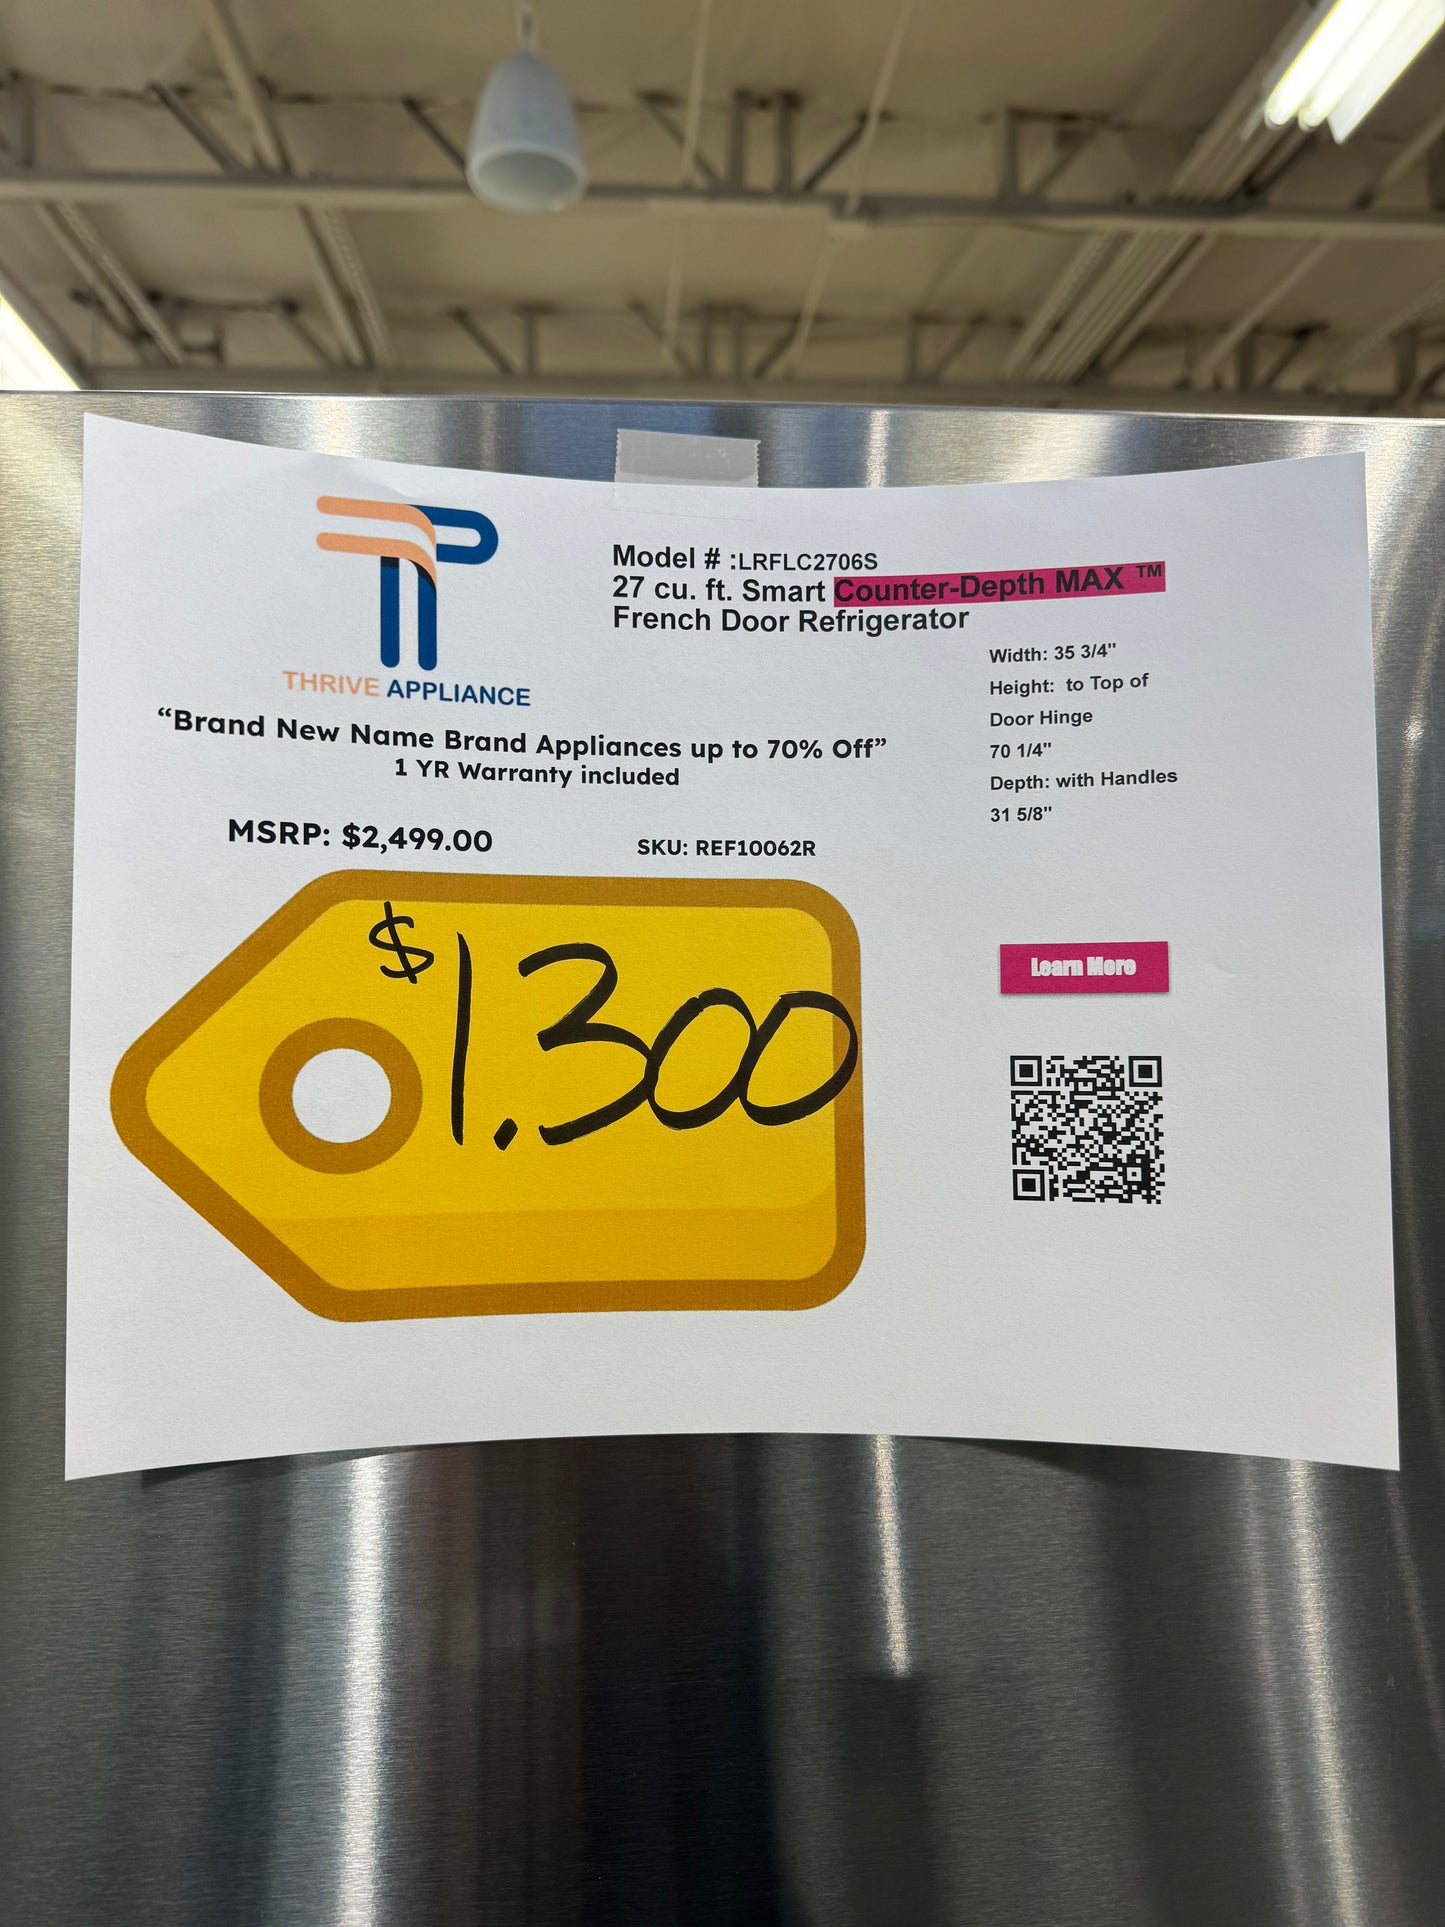 THRIVE APPLIANCE
Model # :LRFLC2706S
27 cu. ft. Smart Counter-Depth MAX ™
French Door Refrigerator
Width: 35 3/4"
Height: to Top of
Door Hinge
70 1/4"
Depth: with Handles
31 5/8"
“Brand New Name Brand Appliances up to 70% Off”
1 YR Warranty included
MSRP: $2,499.00
SKU: REF10062R
$1.300
Learn More